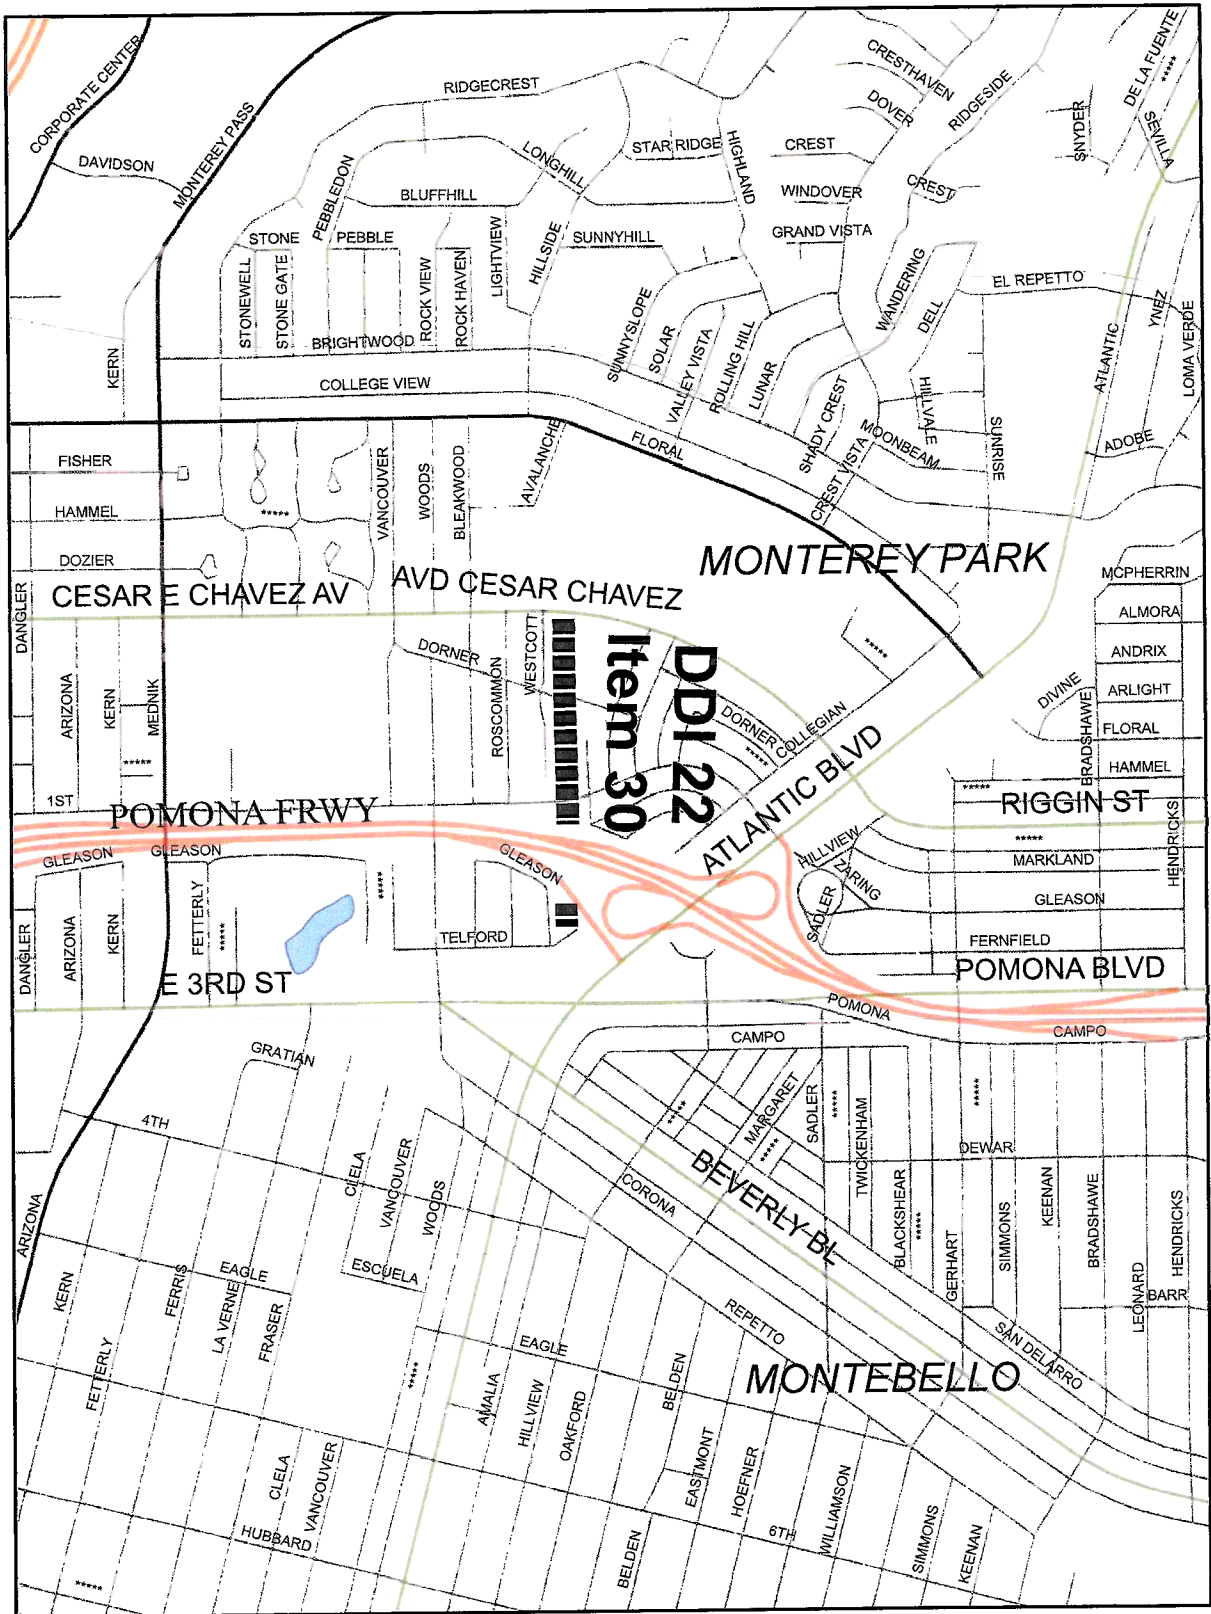 CORPORATE CENTER
DAVIDSON
MONTEREY PASS
RIDGECREST
CRESTHAVEN
DOVER
RIDGESIDE
SNYDER
DE LA FUENTE
*****
SEVILLA
PEBBLEDON
LONGHILL
STAR RIDGE
HIGHLAND
CREST
BLUFFHILL
WINDOVER
CREST
STONE
PEBBLE
LIGHTVIEW
HILLSIDE
SUNNYHILL
GRAND VISTA
STONEWELL
STONE GATE
ROCK VIEW
ROCK HAVEN
WANDERING
DELL
EL REPETTO
YNEZ
LOMA VERDE
KERN
BRIGHTWOOD
SUNNYSLOPE
SOLAR
VALLEY VISTA
ROLLING HILL
LUNAR
ATLANTIC
COLLEGE VIEW
SHADY CREST
HILLVALE
SUNRISE
FLORAL
CREST VISTA
MOONBEAM
ADOBE
FISHER
HAMMEL
*****
VANCOUVER
WOODS
BLEAKWOOD
AVALANCHE
DOZIER
MONTEREY PARK
MCPHERRIN
CESAR E CHAVEZ AV
AVD CESAR CHAVEZ
DANGLER
ALMORA
*****
DORNER
WESTCOTT
ANDRIX
ARIZONA
KERN
MEDNIK
ROSCOMMON
DDI 22
Item 30
DORNER
COLLEGIAN
*****
DIVINE
BRADSHAWE
ARLIGHT
FLORAL
*****
HAMMEL
1ST
POMONA FRWY
ATLANTIC BLVD
*****
RIGGIN ST
*****
HENDRICKS
GLEASON
GLEASON
GLEASON
HILLVIEW
ZARING
MARKLAND
*****
FETTERLY
*****
SADLER
GLEASON
DANGLER
ARIZONA
KERN
TELFORD
FERNFIELD
E 3RD ST
POMONA BLVD
POMONA
CAMPO
CAMPO
GRATIAN
4TH
CLELA
VANCOUVER
WOODS
*****
MARGARET
*****
SADLER
*****
TWICKENHAM
*****
DEWAR
CORONA
BEVERLY BL
BLACKSHEAR
*****
GERHART
SIMMONS
KEENAN
BRADSHAWE
LEONARD
HENDRICKS
BARR
ARIZONA
KERN
FERRIS
EAGLE
LA VERNE
FRASER
ESCUELA
REPETTO
SAN DELARRO
FETTERLY
*****
EAGLE
BELDEN
MONTEBELLO
AMALIA
HILLVIEW
OAKFORD
CLELA
VANCOUVER
EASTMONT
HOEFNER
WILLIAMSON
HUBBARD
6TH
BELDEN
SIMMONS
KEENAN
*****